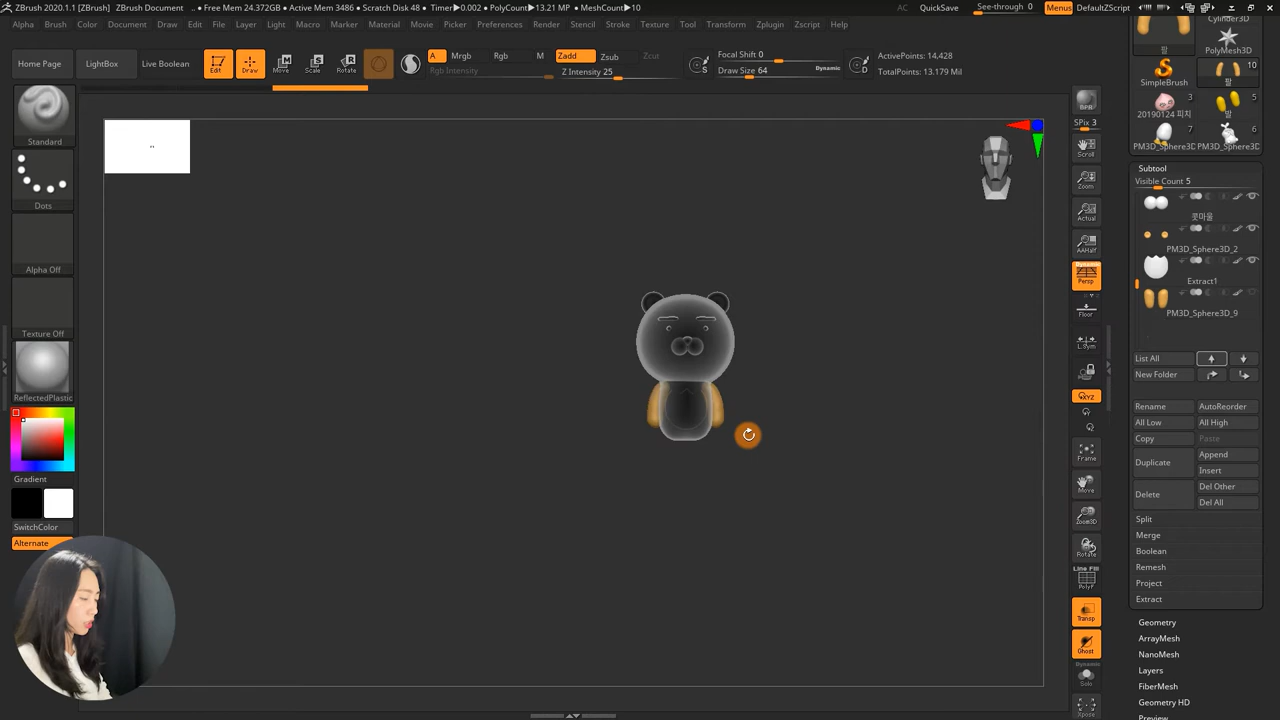 ZBrush 2020.1.1 [ZBrush] ZBrush Document .. • Free Mem 24.372GB • Active Mem 3486 • Scratch Disk 48 • Timer▶0.002 • PolyCount▶13.21 MP • MeshCount▶10 AC QuickSave See-through 0 Menus DefaultZScript
Alpha Brush Color Document Draw Edit File Layer Light Macro Marker Material Movie Picker Preferences Render Stencil Stroke Texture Tool Transform Zplugin Zscript Help
Home Page LightBox Live Boolean Edit Draw Move Scale Rotate
A Mrgb Rgb M Zadd Zsub Zcut
Rgb Intensity Z Intensity 25
Focal Shift 0
Draw Size 64 Dynamic
S D
ActivePoints: 14,428
TotalPoints: 13.179 Mil
Standard
Dots
Alpha Off
Texture Off
ReflectedPlastic
Gradient
SwitchColor
Alternate
BPR
SPix 3
Scroll
Zoom
Actual
AAHalf
Dynamic
Persp
Floor
L.Sym
XYZ
Frame
Move
Zoom3D
Rotate
Line Fill
PolyF
Transp
Ghost
Dynamic
Solo
Xpose
Cylinder3D
팔 PolyMesh3D
SimpleBrush 팔 10
20190124 피치 3 발 5
PM3D_Sphere3D 7 PM3D_Sphere3D 6
Subtool
Visible Count 5
콧마울
PM3D_Sphere3D_2
Extract1
PM3D_Sphere3D_9
List All
New Folder
Rename AutoReorder
All Low All High
Copy Paste
Duplicate Append
Insert
Delete Del Other
Del All
Split
Merge
Boolean
Remesh
Project
Extract
Geometry
ArrayMesh
NanoMesh
Layers
FiberMesh
Geometry HD
Preview